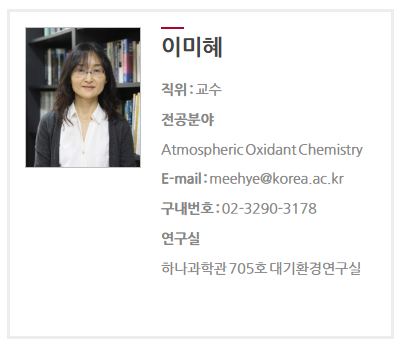 이미혜
직위 : 교수
전공분야
Atmospheric Oxidant Chemistry
E-mail : meehye@korea.ac.kr
구내번호 : 02-3290-3178
연구실
하나과학관 705호 대기환경연구실